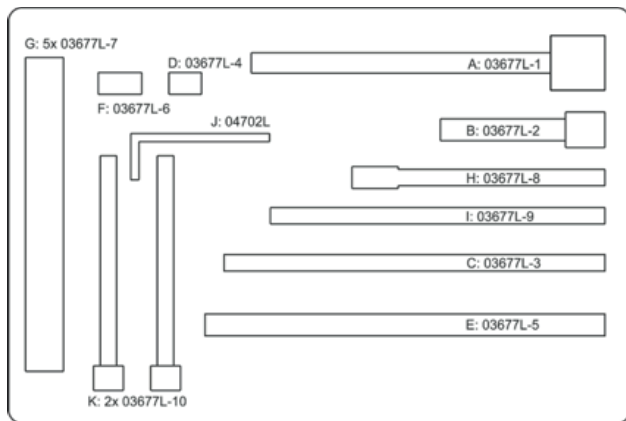 G: 5x 03677L-7
D: 03677L-4
A: 03677L-1
F: 03677L-6
J: 04702L
B: 03677L-2
H: 03677L-8
I: 03677L-9
C: 03677L-3
E: 03677L-5
K: 2x 03677L-10